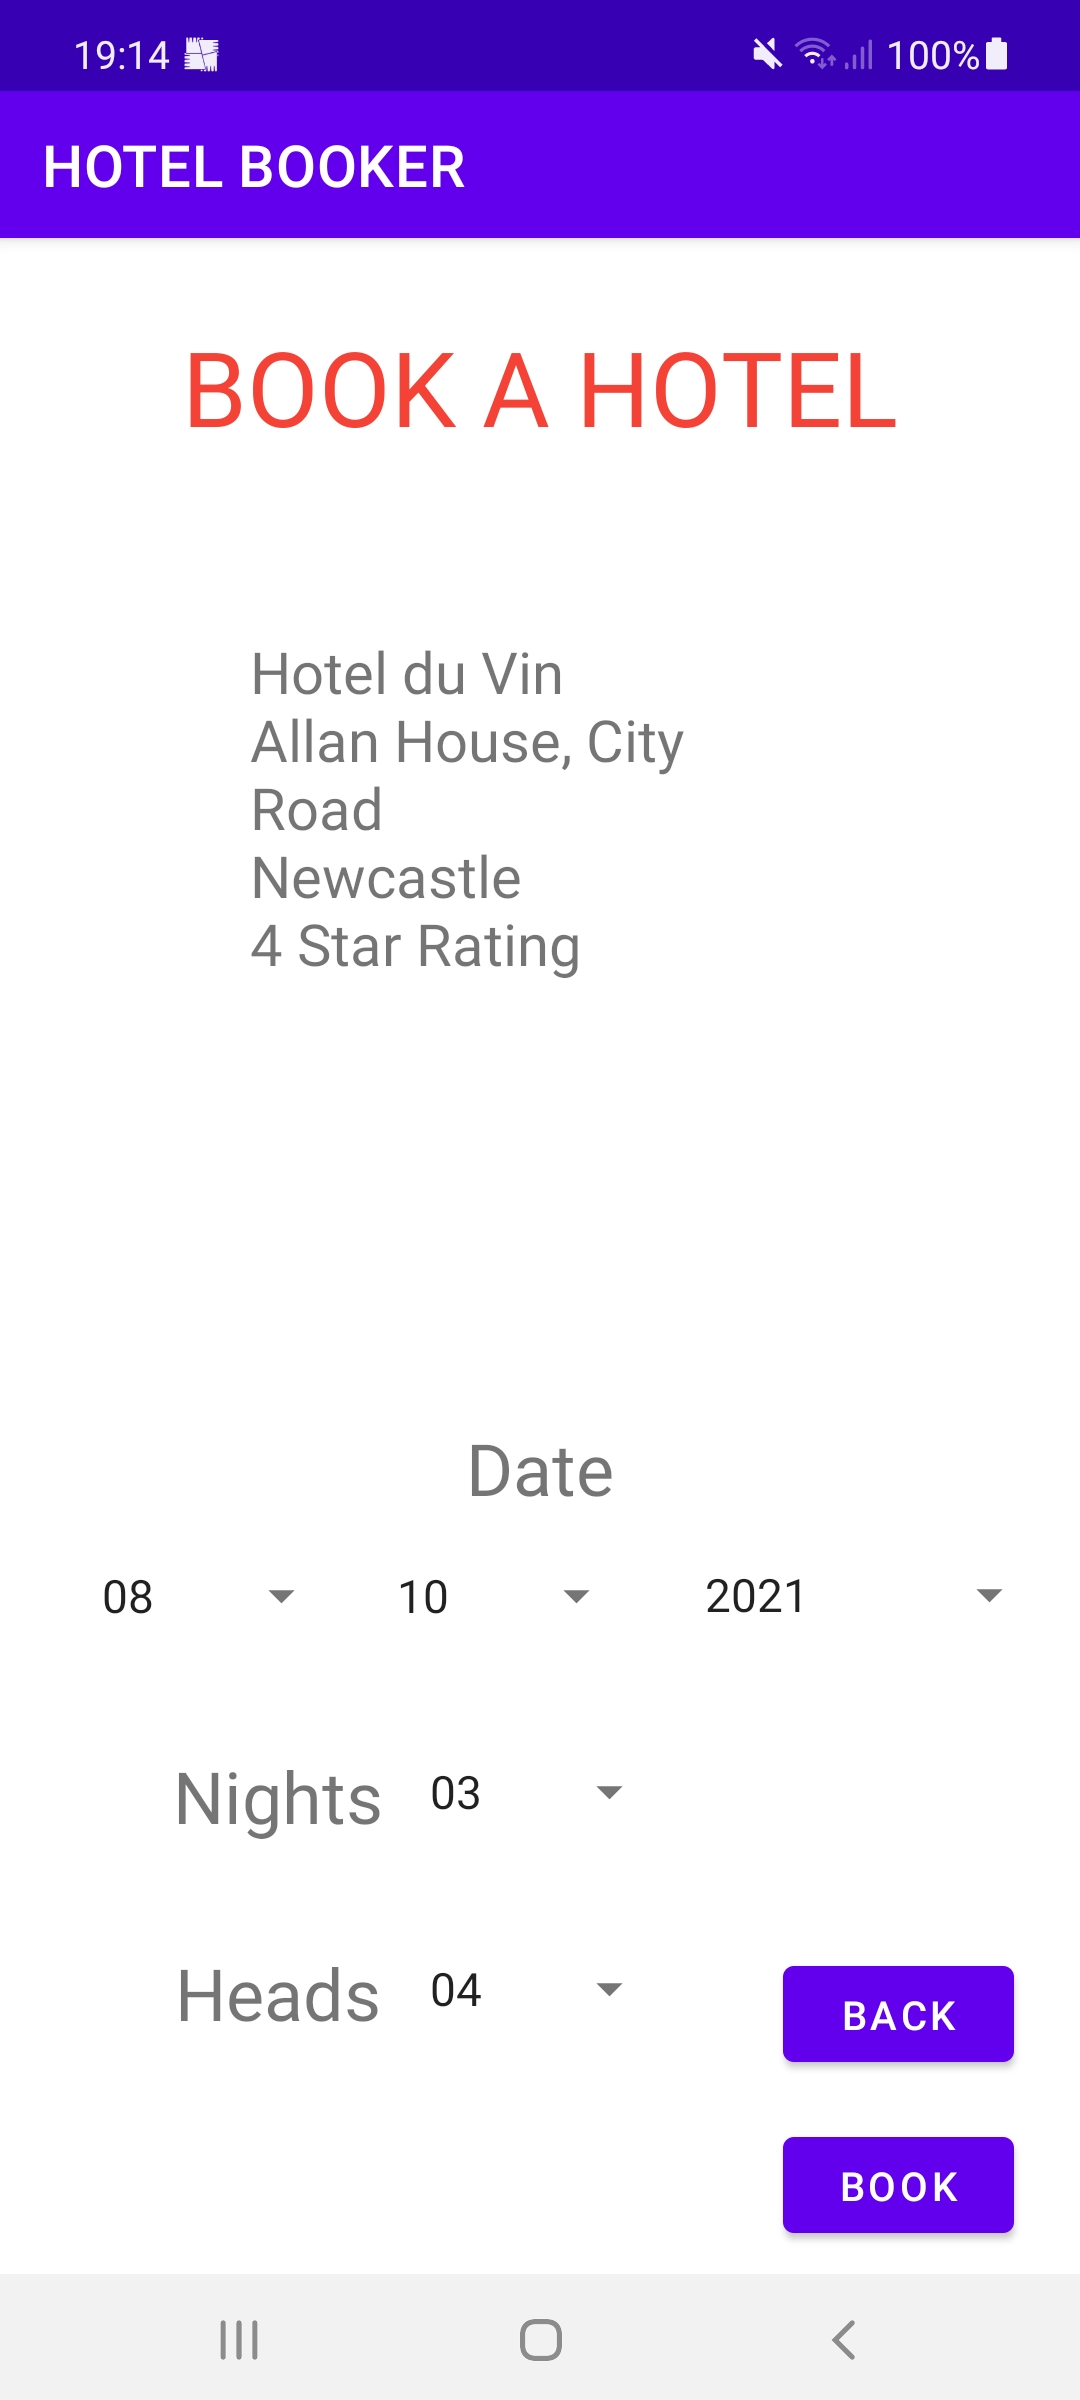 19:14 100%
HOTEL BOOKER
BOOK A HOTEL
Hotel du Vin
Allan House, City
Road
Newcastle
4 Star Rating
Date
08 10 2021
Nights 03
Heads 04
BACK
BOOK